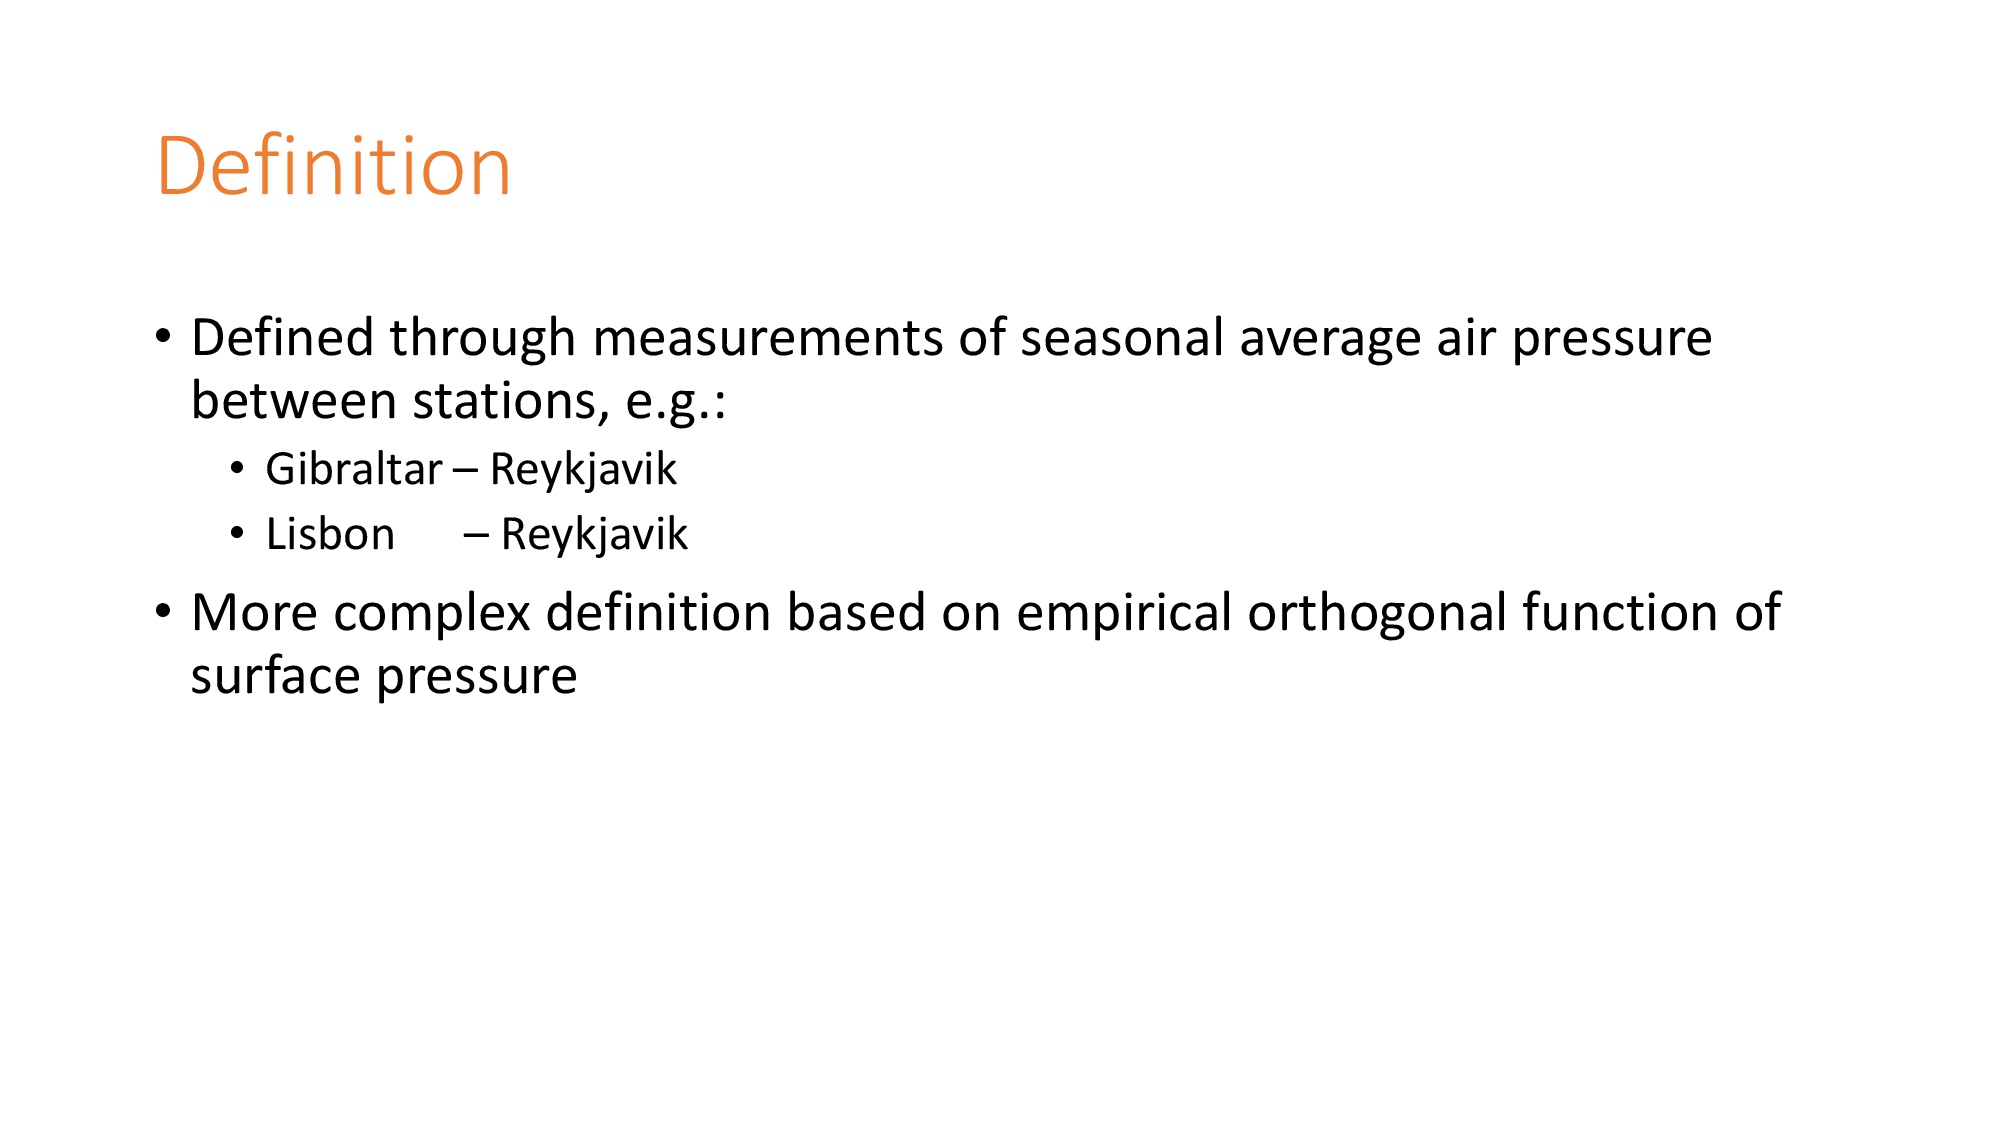 Definition
• Defined through measurements of seasonal average air pressure
between stations, e.g.:
• Gibraltar – Reykjavik
• Lisbon – Reykjavik
• More complex definition based on empirical orthogonal function of
surface pressure